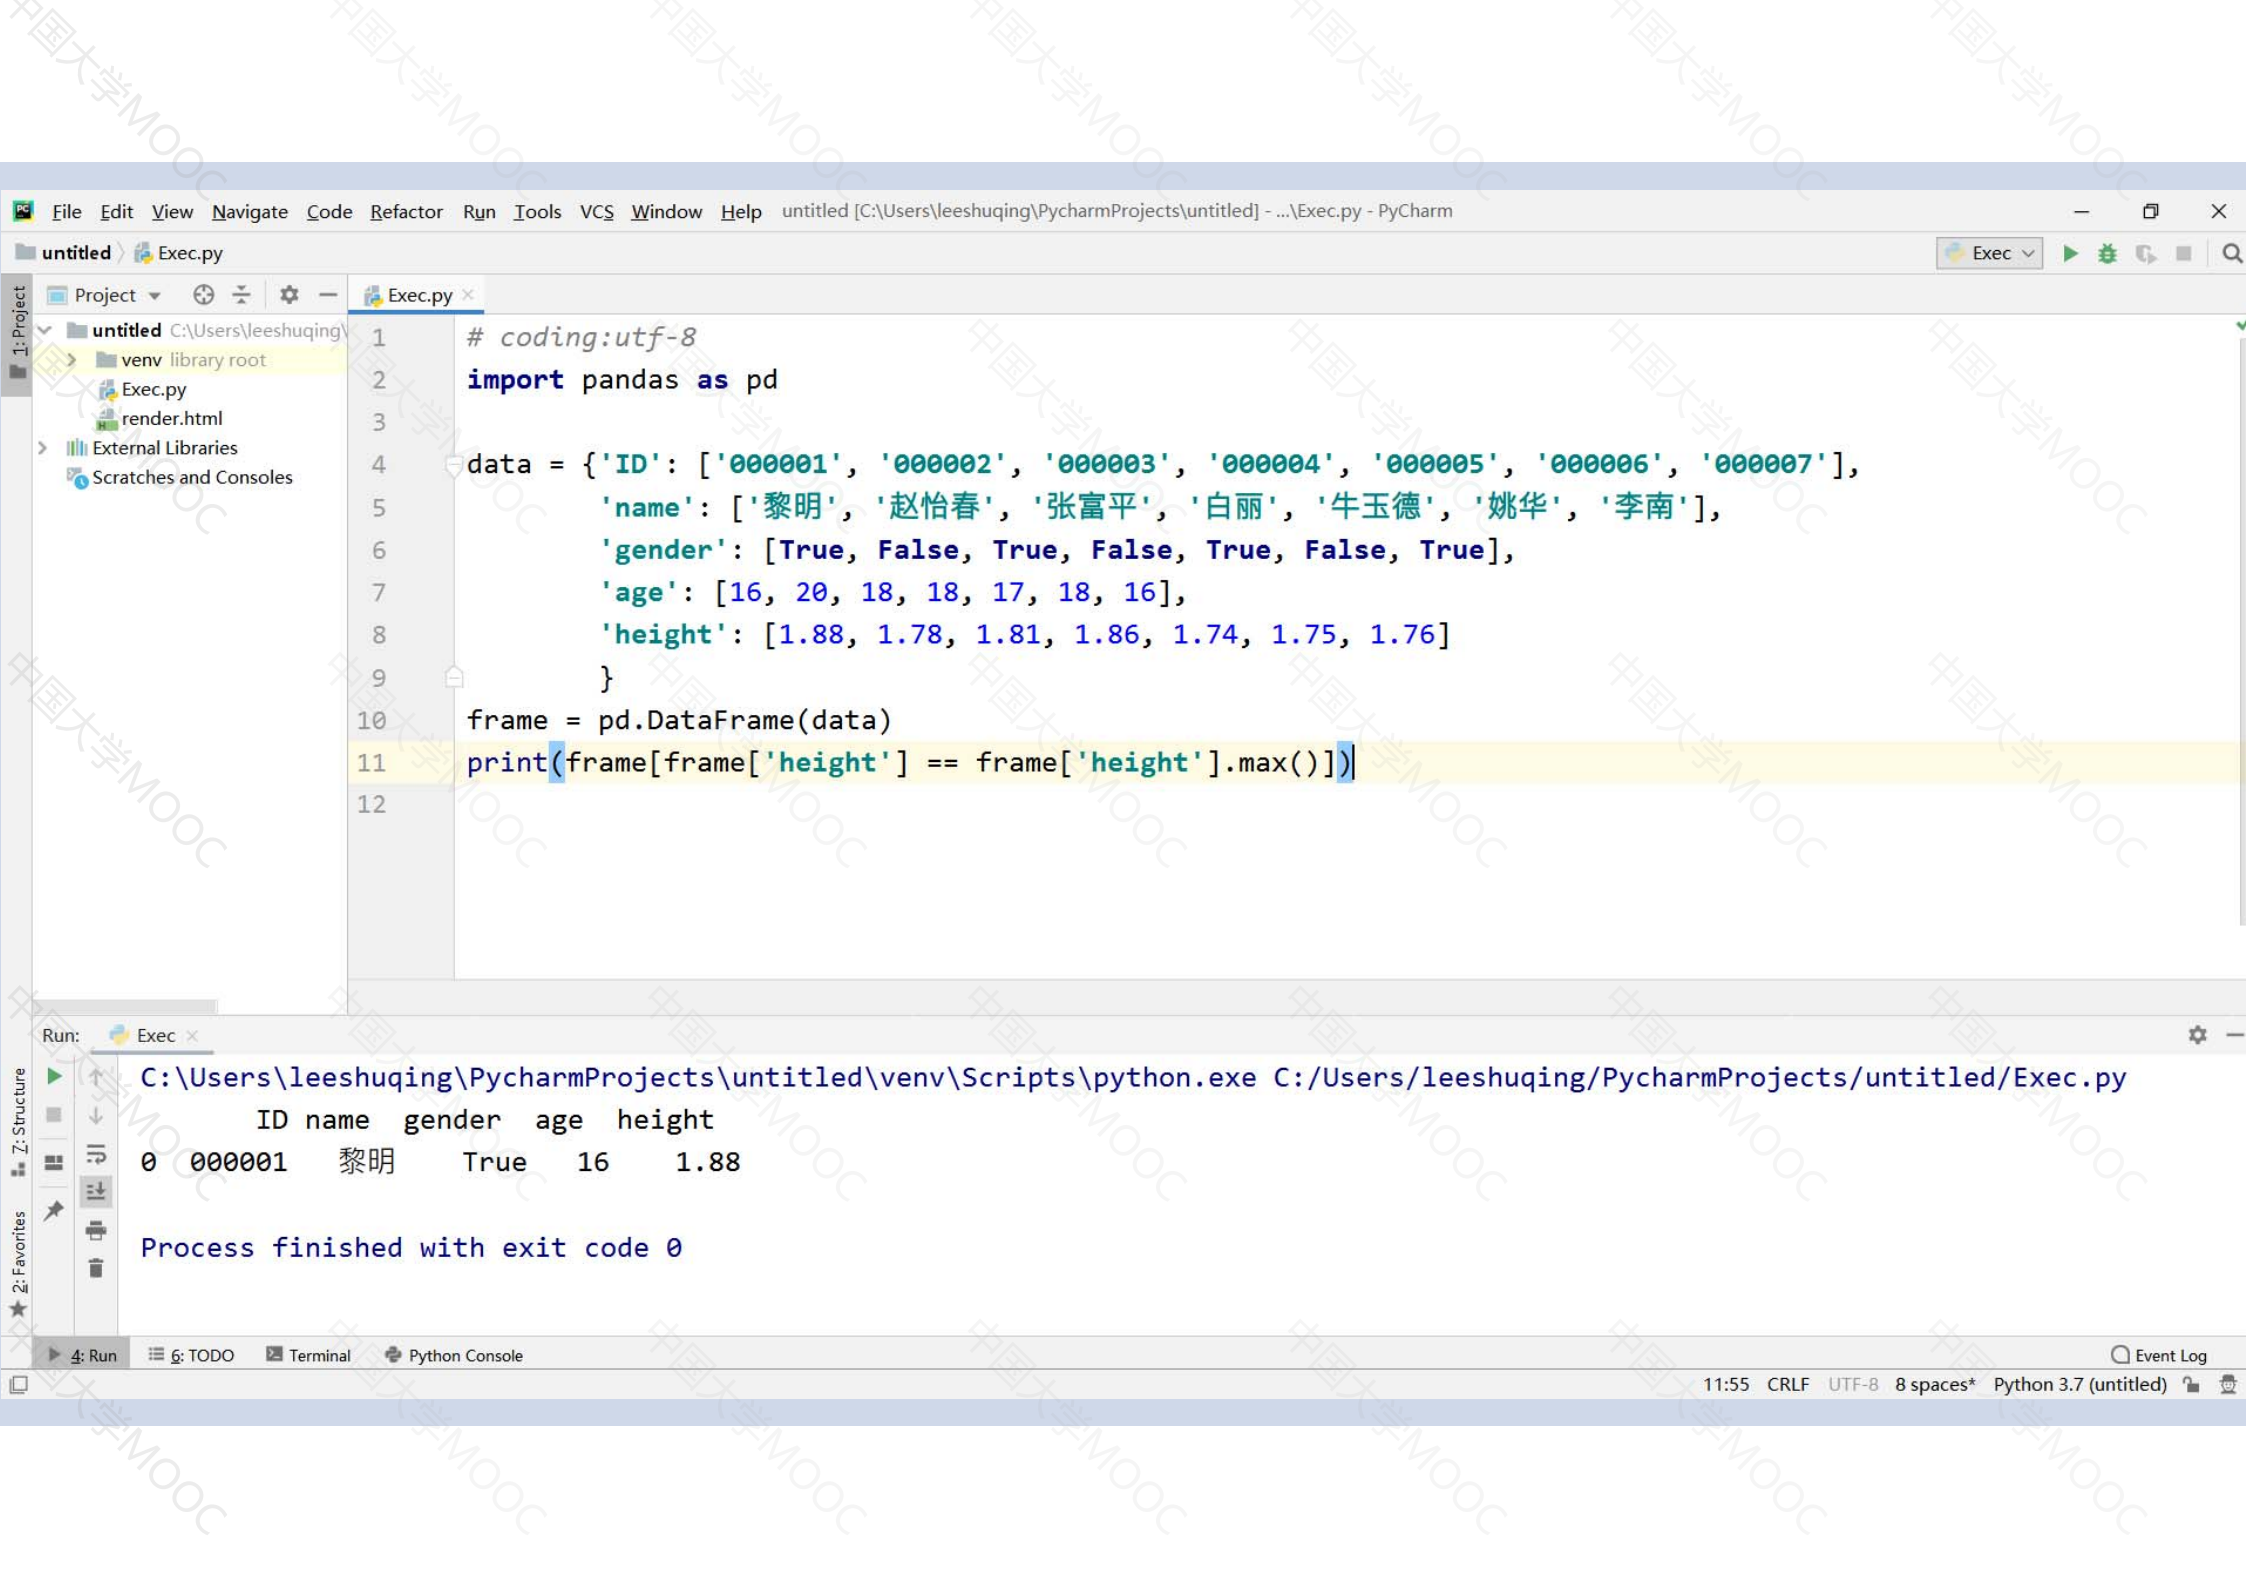 File Edit View Navigate Code Refactor Run Tools VCS Window Help untitled [C:\Users\leeshuqing\PycharmProjects\untitled] - ...\Exec.py - PyCharm
untitled Exec.py Exec
1: Project
Project Exec.py
untitled C:\Users\leeshuqing\
venv library root
Exec.py
render.html
External Libraries
Scratches and Consoles
1 # coding:utf-8
2 import pandas as pd
3
4 data = {'ID': ['000001', '000002', '000003', '000004', '000005', '000006', '000007'],
5 'name': ['黎明', '赵怡春', '张富平', '白丽', '牛玉德', '姚华', '李南'],
6 'gender': [True, False, True, False, True, False, True],
7 'age': [16, 20, 18, 18, 17, 18, 16],
8 'height': [1.88, 1.78, 1.81, 1.86, 1.74, 1.75, 1.76]
9 }
10 frame = pd.DataFrame(data)
11 print(frame[frame['height'] == frame['height'].max()])
12
Run: Exec
C:\Users\leeshuqing\PycharmProjects\untitled\venv\Scripts\python.exe C:/Users/leeshuqing/PycharmProjects/untitled/Exec.py
ID name gender age height
0 000001 黎明 True 16 1.88
Process finished with exit code 0
Z: Structure
2: Favorites
4: Run 6: TODO Terminal Python Console Event Log
11:55 CRLF UTF-8 8 spaces* Python 3.7 (untitled)
中国大学MOOC